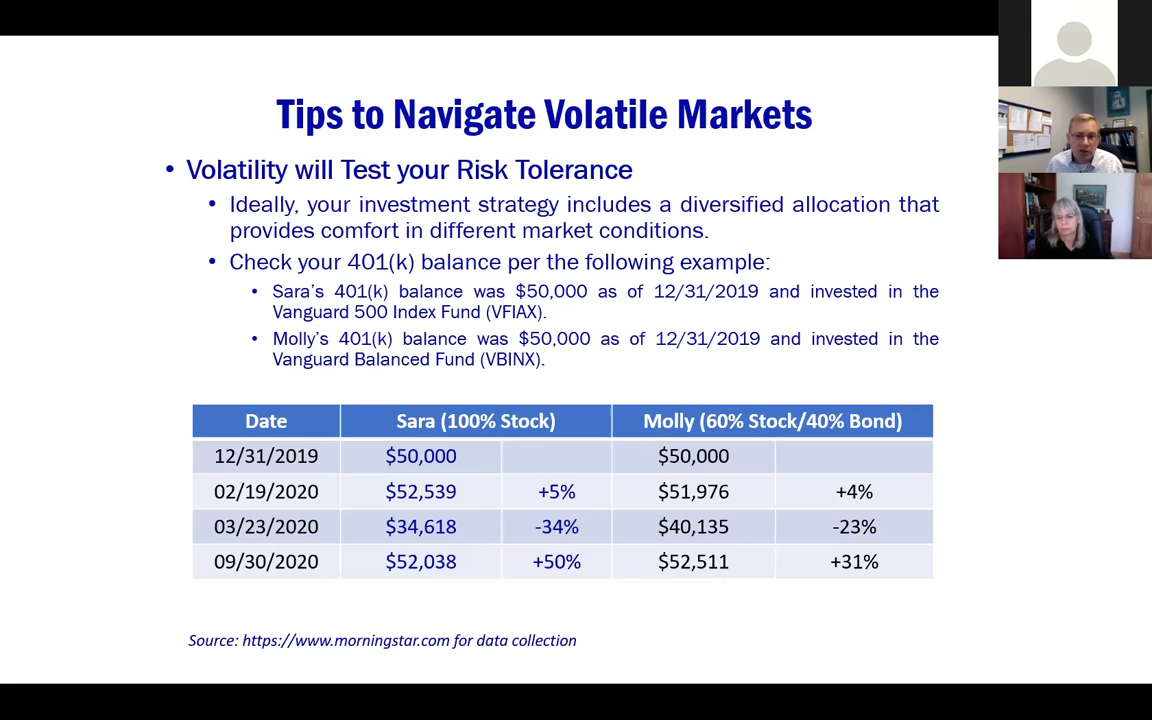 Tips to Navigate Volatile Markets
• Volatility will Test your Risk Tolerance
• Ideally, your investment strategy includes a diversified allocation that
provides comfort in different market conditions.
• Check your 401(k) balance per the following example:
• Sara's 401(k) balance was $50,000 as of 12/31/2019 and invested in the
Vanguard 500 Index Fund (VFIAX).
• Molly's 401(k) balance was $50,000 as of 12/31/2019 and invested in the
Vanguard Balanced Fund (VBINX).
Date Sara (100% Stock) Molly (60% Stock/40% Bond)
12/31/2019 $50,000 $50,000
02/19/2020 $52,539 +5% $51,976 +4%
03/23/2020 $34,618 -34% $40,135 -23%
09/30/2020 $52,038 +50% $52,511 +31%
Source: https://www.morningstar.com for data collection